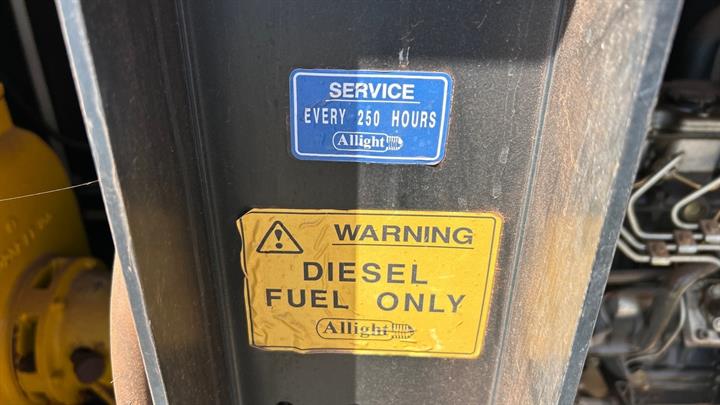 SERVICE
EVERY 250 HOURS
Allight
WARNING
DIESEL
FUEL ONLY
Allight